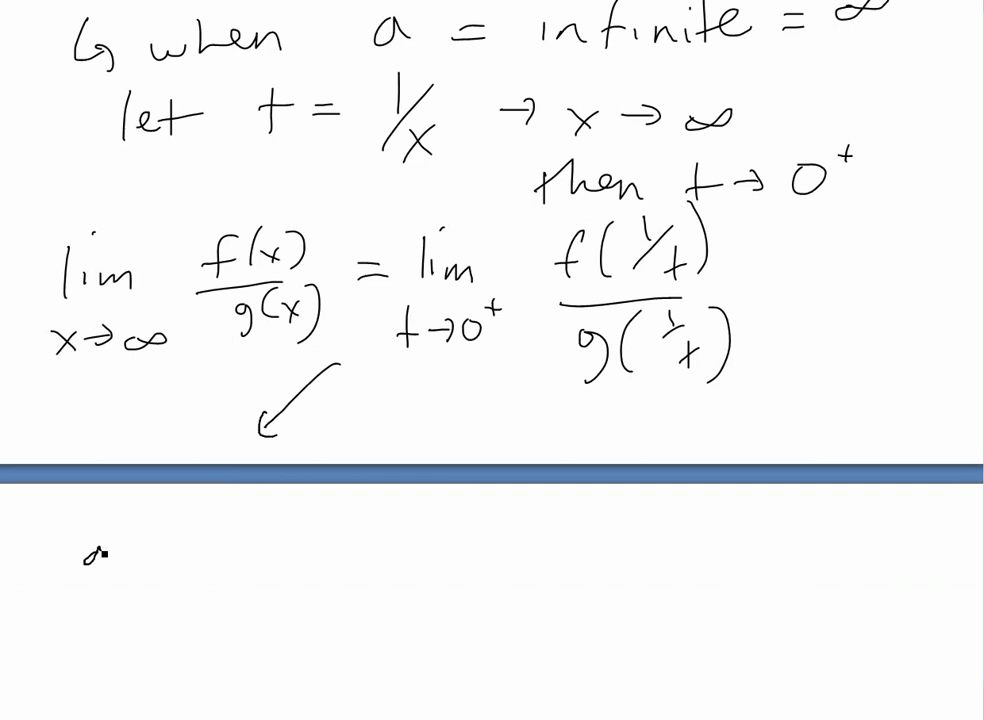 ↳ when a = infinite = ∞
let t = 1/x → x → ∞
then t → 0⁺
lim f(x)/g(x) = lim f(1/t)/g(1/t)
x→∞ t→0⁺